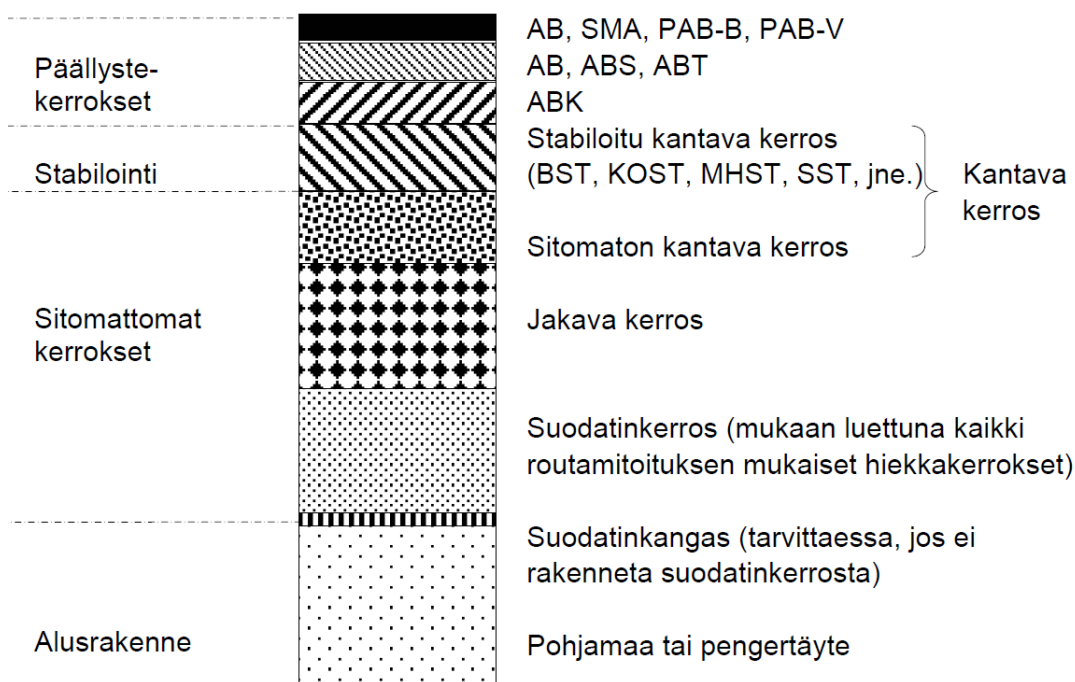 Päällyste-
kerrokset
Stabilointi
Sitomattomat
kerrokset
Alusrakenne
AB, SMA, PAB-B, PAB-V
AB, ABS, ABT
ABK
Stabiloitu kantava kerros
(BST, KOST, MHST, SST, jne.)
Sitomaton kantava kerros
Kantava
kerros
Jakava kerros
Suodatinkerros (mukaan luettuna kaikki
routamitoituksen mukaiset hiekkakerrokset)
Suodatinkangas (tarvittaessa, jos ei
rakenneta suodatinkerrosta)
Pohjamaa tai pengertäyte